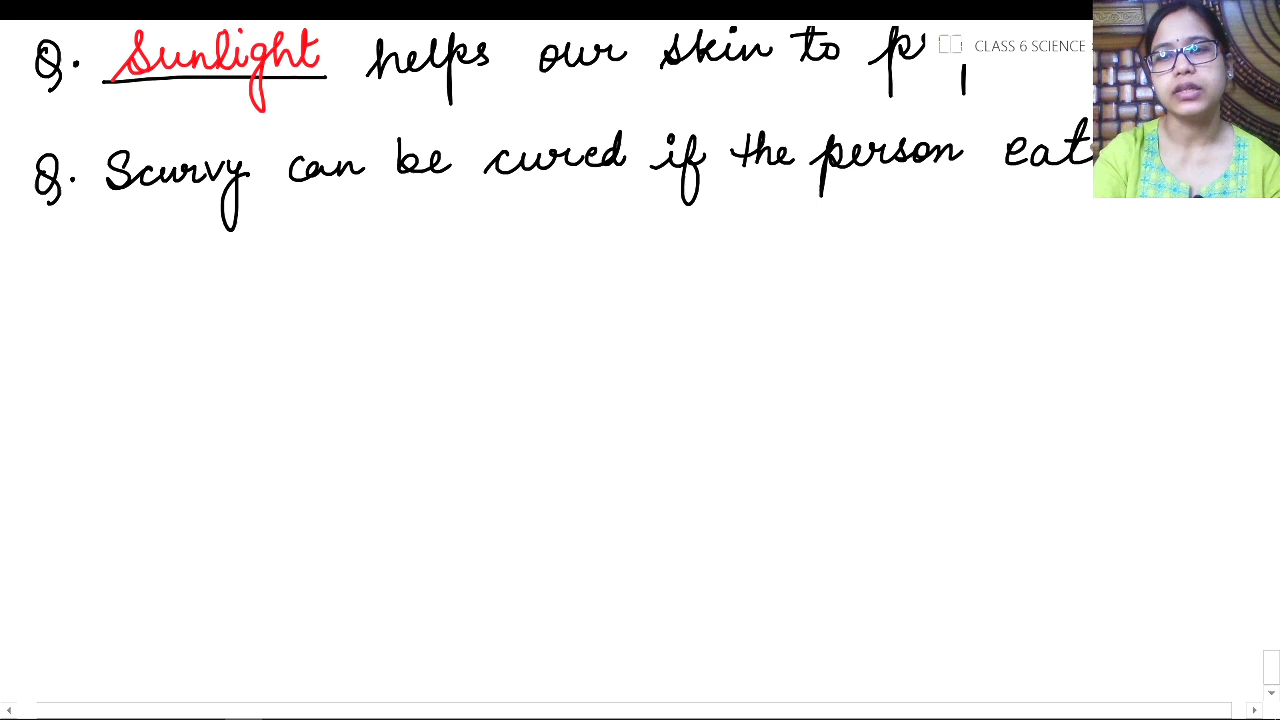 Q. Sunlight helps our skin to
CLASS 6 SCIENCE
Q. Scurvy can be cured if the person eat